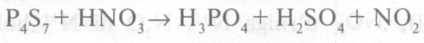 P₄S₇ + HNO₃ → H₃PO₄ + H₂SO₄ + NO₂